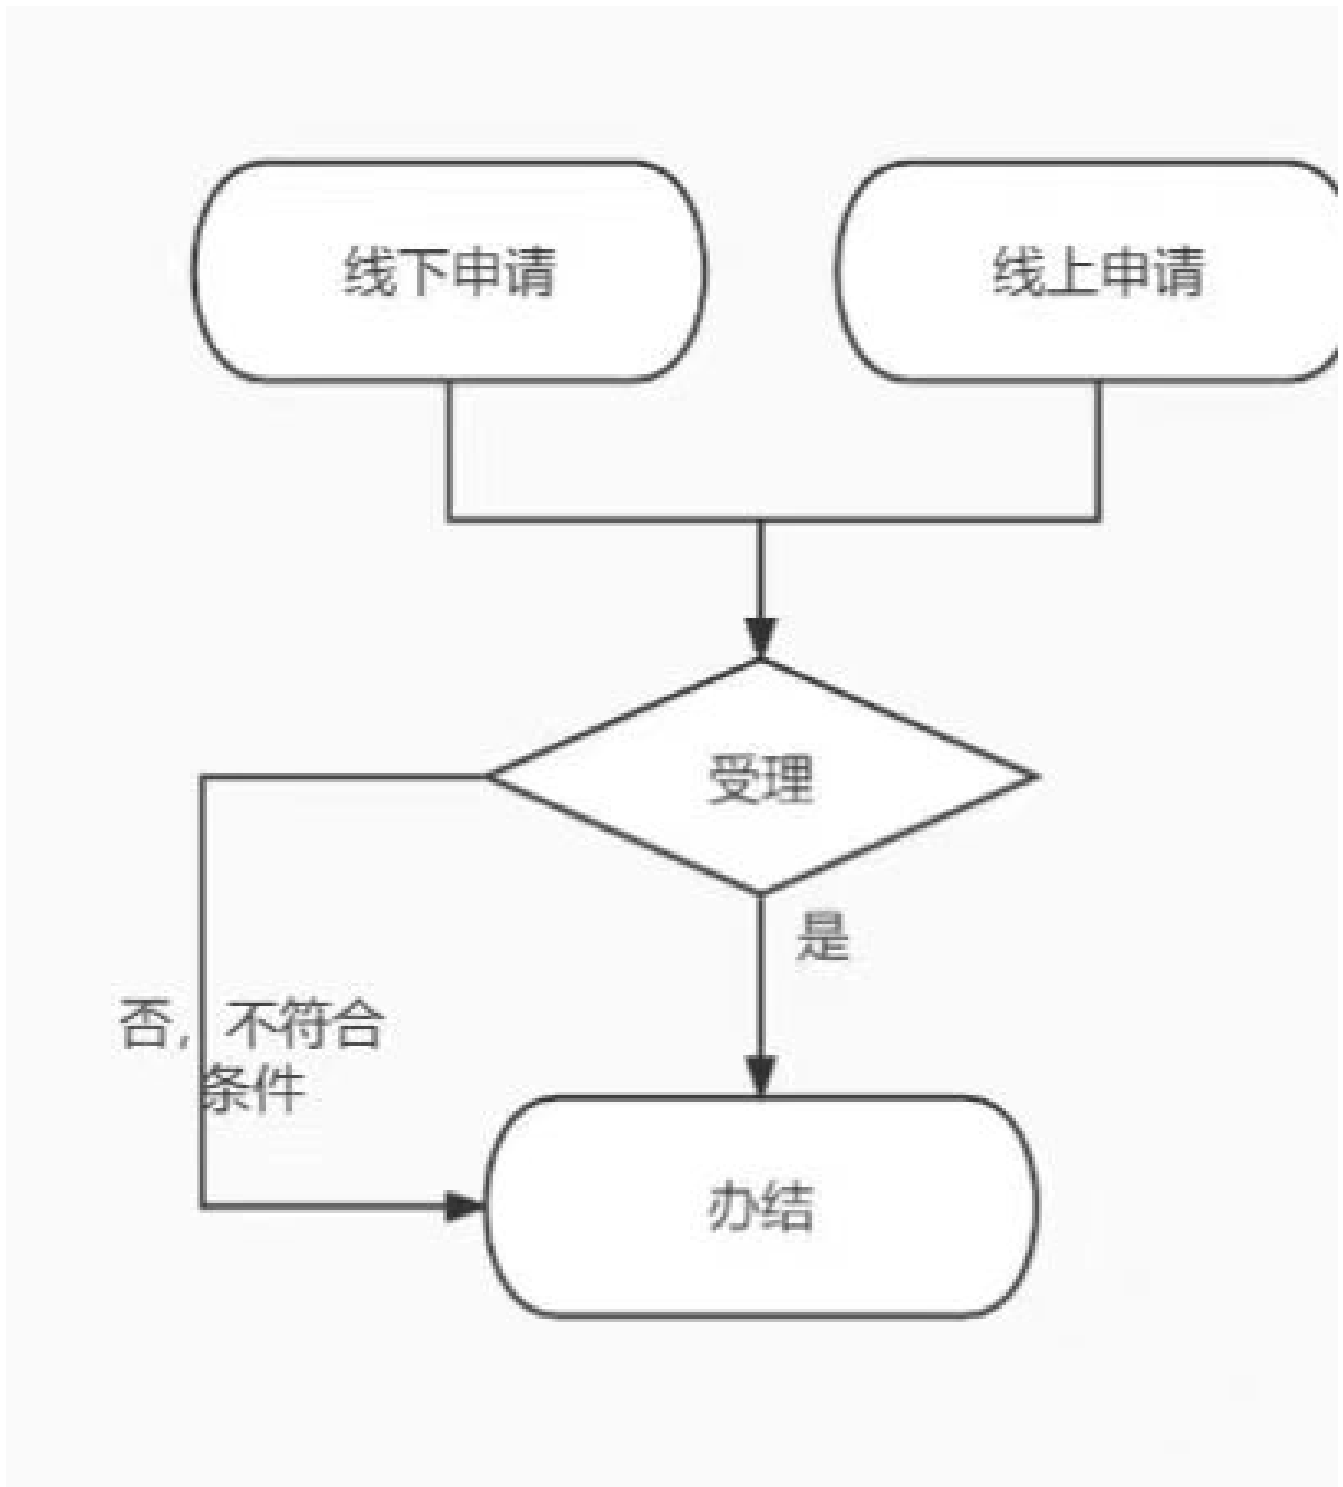 线下申请
线上申请
受理
是
否，不符合
条件
办结